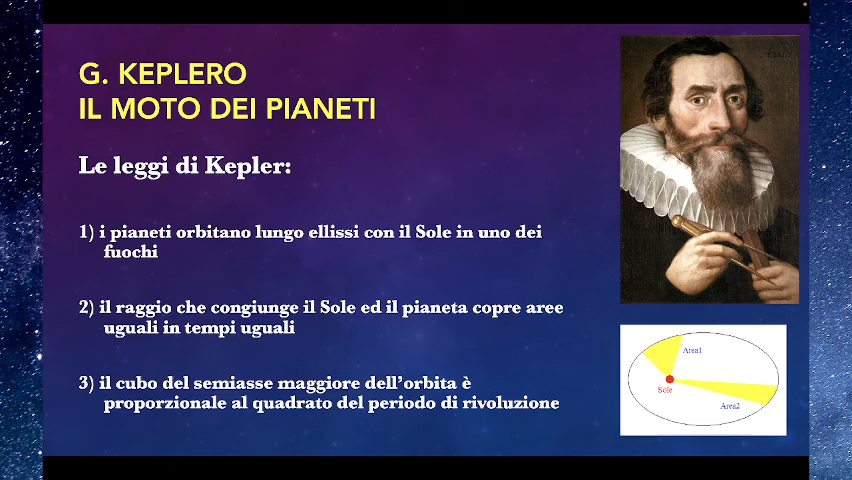 G. KEPLERO
IL MOTO DEI PIANETI
Le leggi di Kepler:
1) i pianeti orbitano lungo ellissi con il Sole in uno dei
fuochi
2) il raggio che congiunge il Sole ed il pianeta copre aree
uguali in tempi uguali
3) il cubo del semiasse maggiore dell’orbita è
proporzionale al quadrato del periodo di rivoluzione
Area1
Sole
Area2